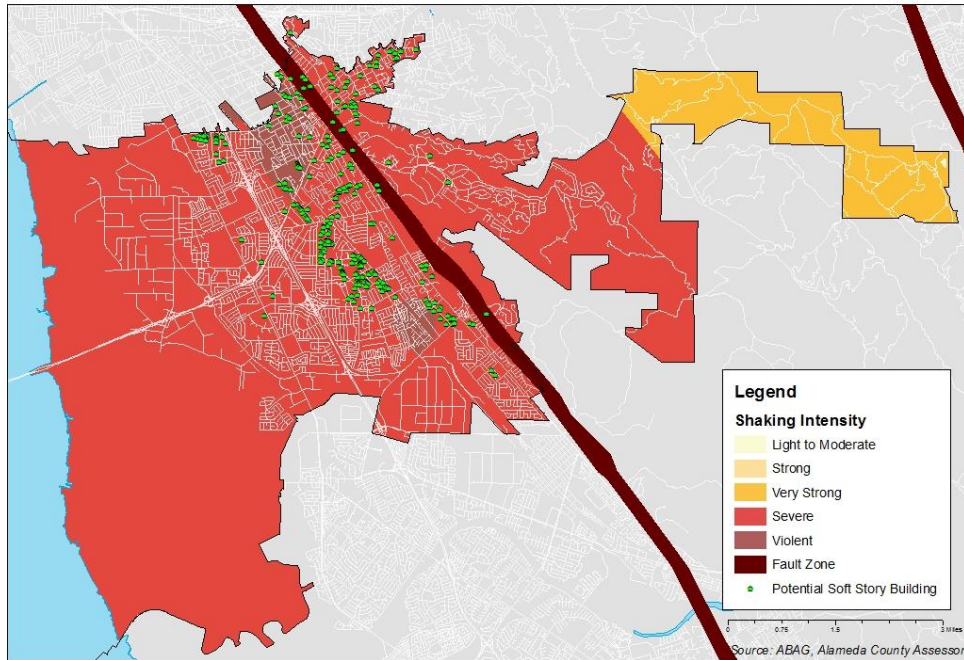 Legend
Shaking Intensity
Light to Moderate
Strong
Very Strong
Severe
Violent
Fault Zone
Potential Soft Story Building
0 0.75 1.5 3 Miles
Source: ABAG, Alameda County Assessor